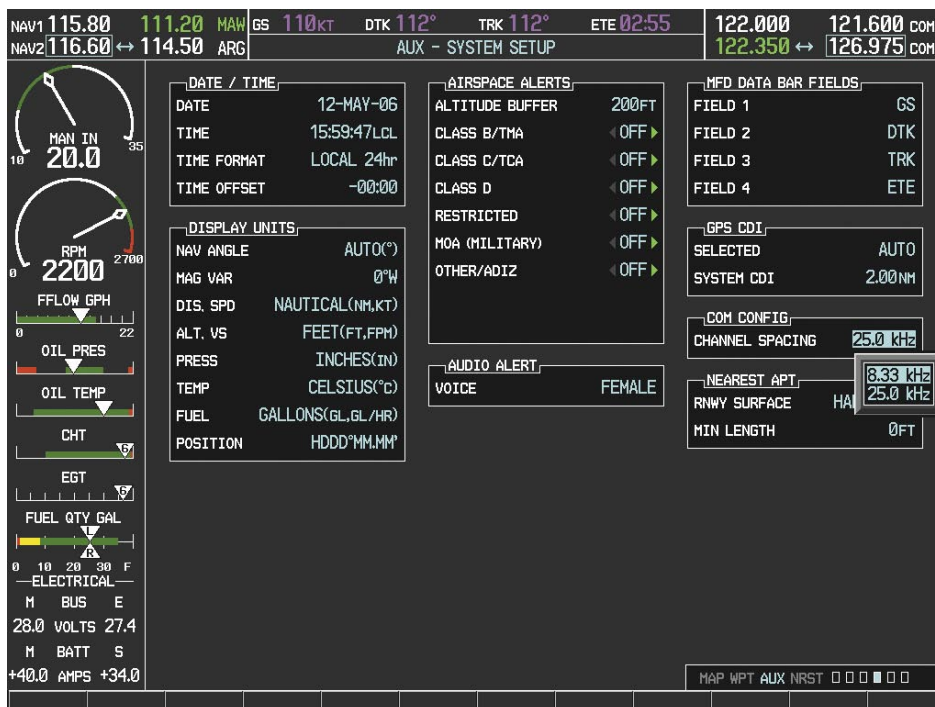 NAV1 115.80 111.20 MAW
NAV2 116.60 ↔ 114.50 ARG
GS 110KT DTK 112° TRK 112° ETE 02:55
AUX - SYSTEM SETUP
122.000 121.600 COM
122.350 ↔ 126.975 COM
MAN IN
20.0
10 35
RPM
2200
0 2700
FFLOW GPH
0 22
OIL PRES
OIL TEMP
CHT
6
EGT
6
FUEL QTY GAL
L
R
0 10 20 30 F
ELECTRICAL
M BUS E
28.0 VOLTS 27.4
M BATT S
+40.0 AMPS +34.0
DATE / TIME
DATE 12-MAY-06
TIME 15:59:47LCL
TIME FORMAT LOCAL 24hr
TIME OFFSET -00:00
DISPLAY UNITS
NAV ANGLE AUTO(°)
MAG VAR 0°W
DIS, SPD NAUTICAL(NM,KT)
ALT, VS FEET(FT,FPM)
PRESS INCHES(IN)
TEMP CELSIUS(°C)
FUEL GALLONS(GL,GL/HR)
POSITION HDDD°MM.MM'
AIRSPACE ALERTS
ALTITUDE BUFFER 200FT
CLASS B/TMA OFF
CLASS C/TCA OFF
CLASS D OFF
RESTRICTED OFF
MOA (MILITARY) OFF
OTHER/ADIZ OFF
AUDIO ALERT
VOICE FEMALE
MFD DATA BAR FIELDS
FIELD 1 GS
FIELD 2 DTK
FIELD 3 TRK
FIELD 4 ETE
GPS CDI
SELECTED AUTO
SYSTEM CDI 2.00NM
COM CONFIG
CHANNEL SPACING 25.0 kHz
8.33 kHz
25.0 kHz
NEAREST APT
RNWY SURFACE HA
MIN LENGTH 0FT
MAP WPT AUX NRST